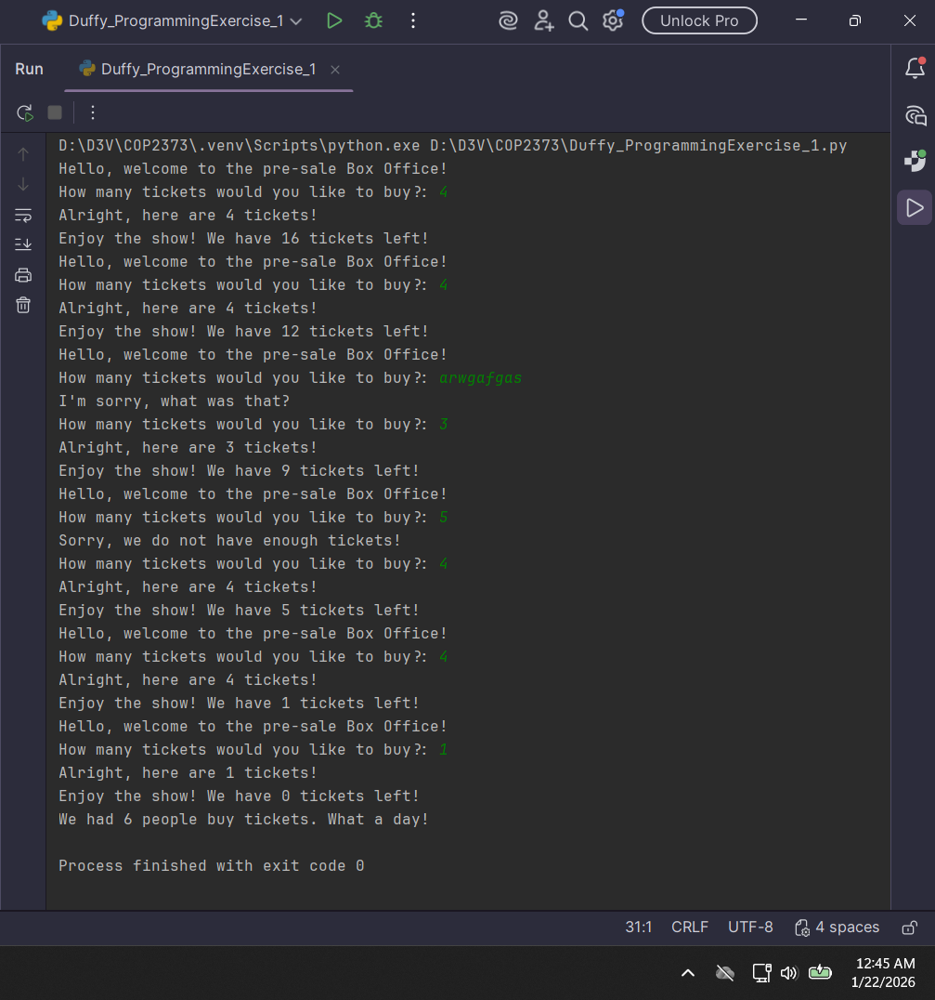 Duffy_ProgrammingExercise_1
Unlock Pro
Run
Duffy_ProgrammingExercise_1
D:\D3V\COP2373\.venv\Scripts\python.exe D:\D3V\COP2373\Duffy_ProgrammingExercise_1.py
Hello, welcome to the pre-sale Box Office!
How many tickets would you like to buy?: 4
Alright, here are 4 tickets!
Enjoy the show! We have 16 tickets left!
Hello, welcome to the pre-sale Box Office!
How many tickets would you like to buy?: 4
Alright, here are 4 tickets!
Enjoy the show! We have 12 tickets left!
Hello, welcome to the pre-sale Box Office!
How many tickets would you like to buy?: arwgafgas
I'm sorry, what was that?
How many tickets would you like to buy?: 3
Alright, here are 3 tickets!
Enjoy the show! We have 9 tickets left!
Hello, welcome to the pre-sale Box Office!
How many tickets would you like to buy?: 5
Sorry, we do not have enough tickets!
How many tickets would you like to buy?: 4
Alright, here are 4 tickets!
Enjoy the show! We have 5 tickets left!
Hello, welcome to the pre-sale Box Office!
How many tickets would you like to buy?: 4
Alright, here are 4 tickets!
Enjoy the show! We have 1 tickets left!
Hello, welcome to the pre-sale Box Office!
How many tickets would you like to buy?: 1
Alright, here are 1 tickets!
Enjoy the show! We have 0 tickets left!
We had 6 people buy tickets. What a day!
Process finished with exit code 0
31:1 CRLF UTF-8 4 spaces
12:45 AM
1/22/2026